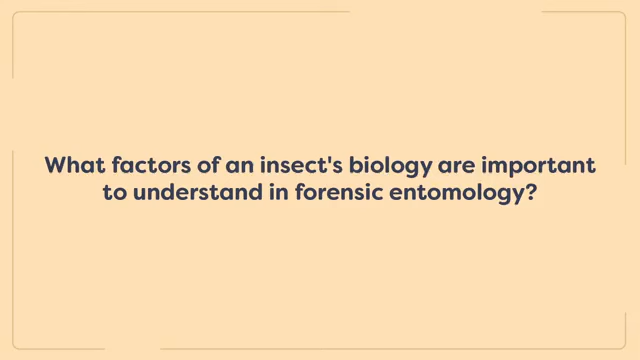 What factors of an insect's biology are important
to understand in forensic entomology?